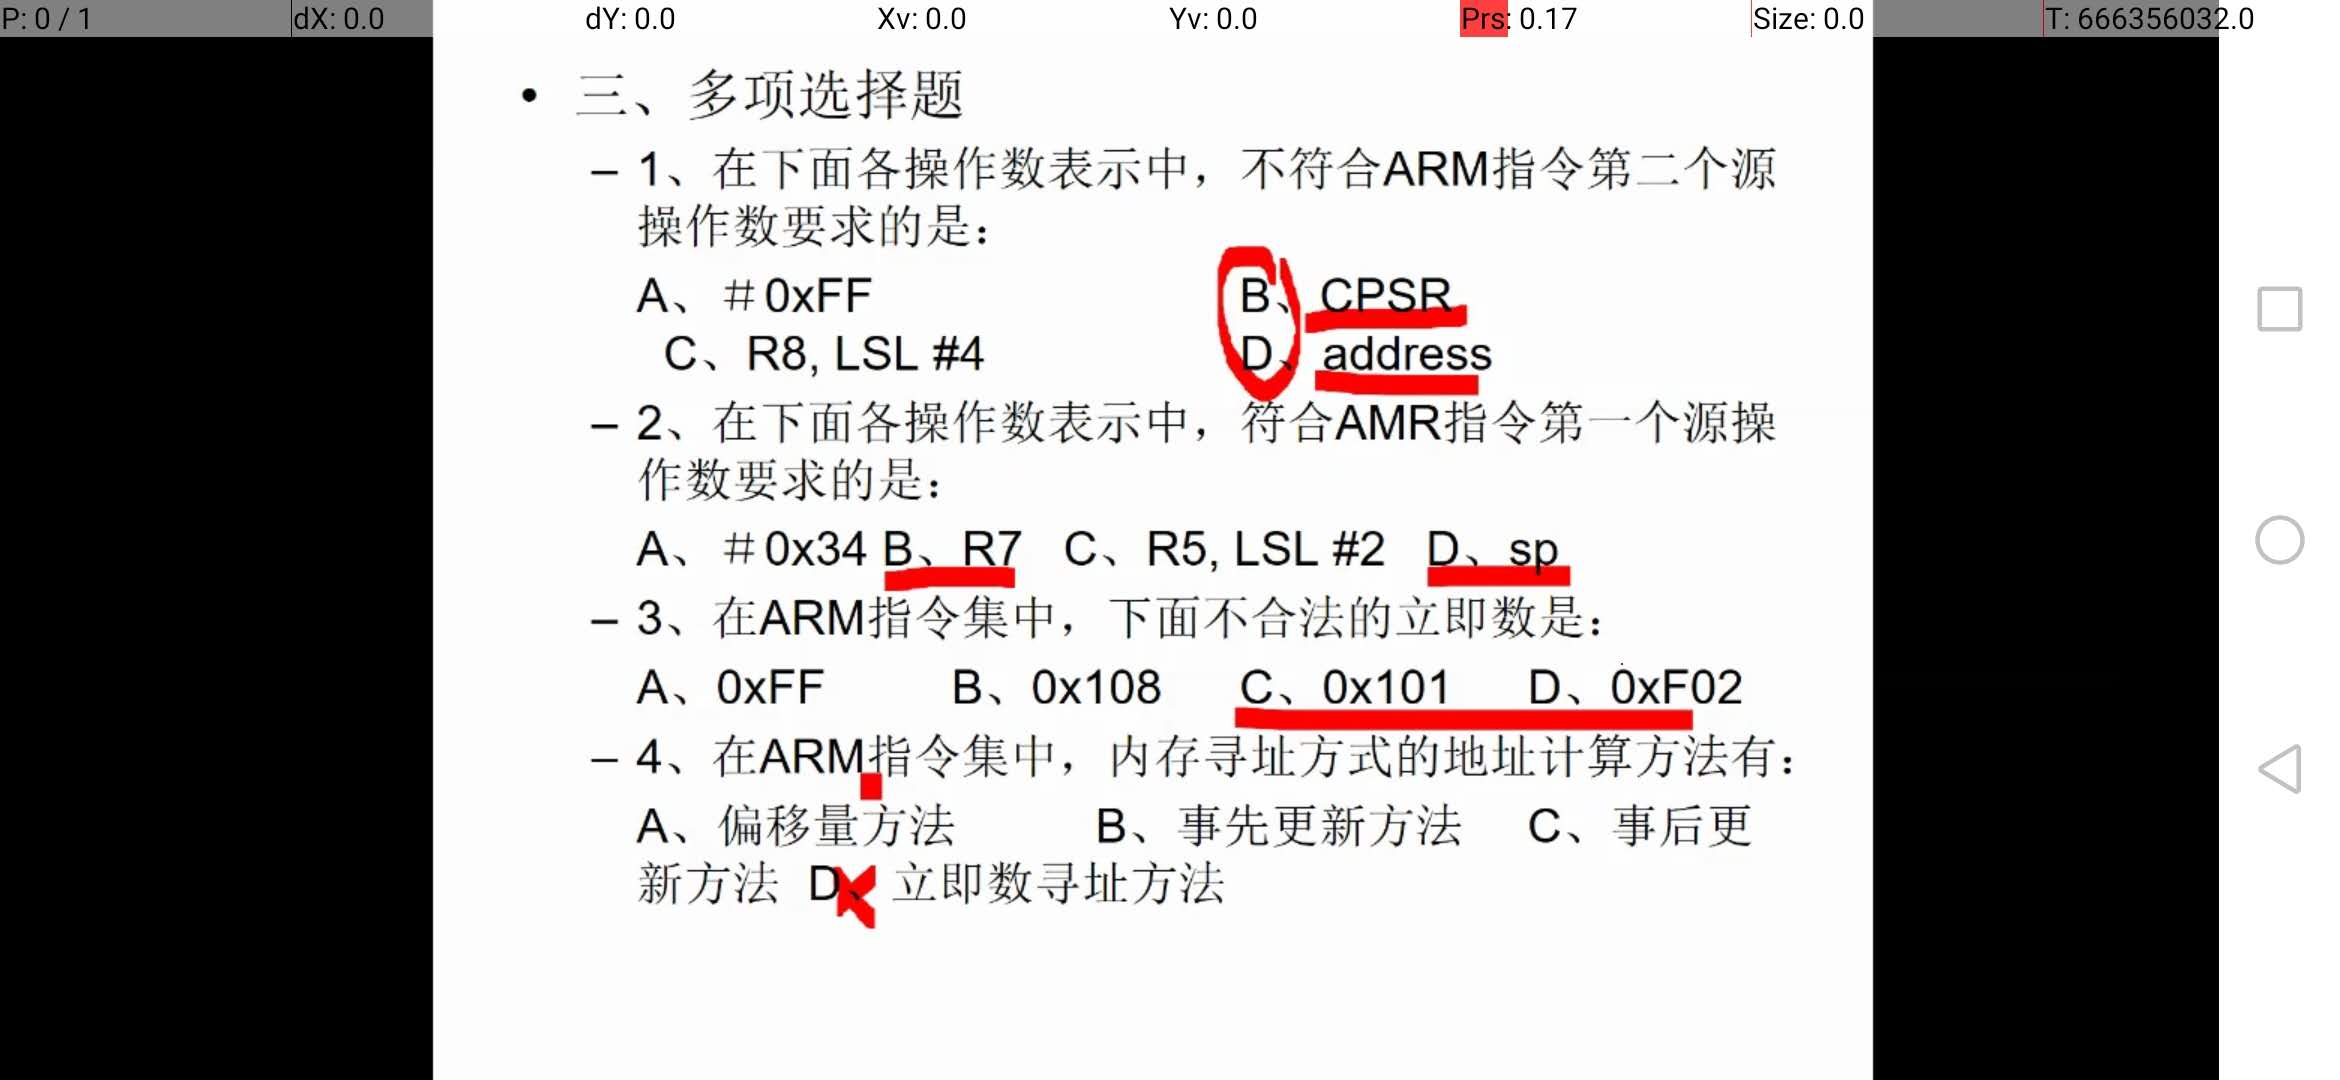 P: 0 / 1 dX: 0.0 dY: 0.0 Xv: 0.0 Yv: 0.0 Prs: 0.17 Size: 0.0 T: 666356032.0
• 三、多项选择题
– 1、在下面各操作数表示中，不符合ARM指令第二个源
操作数要求的是：
A、＃0xFF B、CPSR
C、R8, LSL #4 D、address
– 2、在下面各操作数表示中，符合AMR指令第一个源操
作数要求的是：
A、＃0x34 B、R7 C、R5, LSL #2 D、sp
– 3、在ARM指令集中，下面不合法的立即数是：
A、0xFF B、0x108 C、0x101 D、0xF02
– 4、在ARM指令集中，内存寻址方式的地址计算方法有：
A、偏移量方法 B、事先更新方法 C、事后更
新方法 D、立即数寻址方法